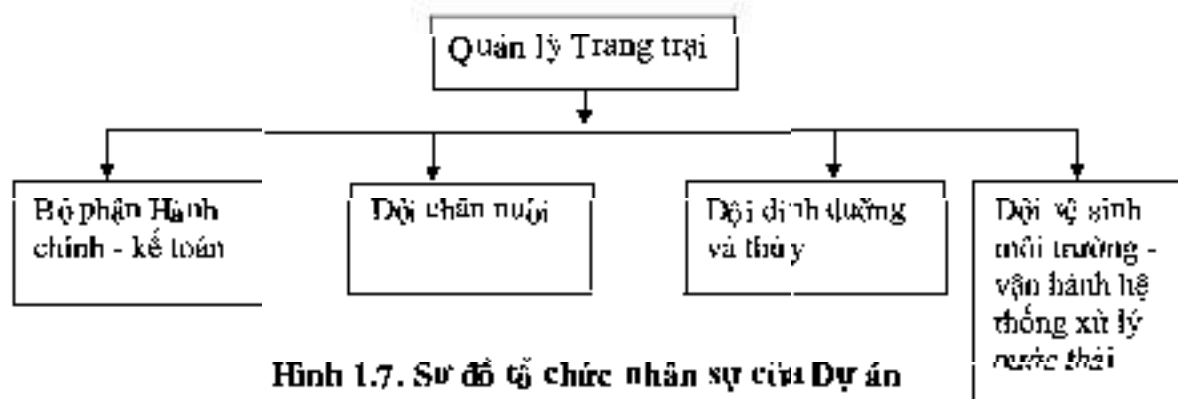 Quản lý Trang trại
Bộ phận Hành
chính - kế toán
Đội chăn nuôi
Đội dinh dưỡng
và thú y
Đội vệ sinh
môi trường -
vận hành hệ
thống xử lý
nước thải
Hình 1.7. Sơ đồ tổ chức nhân sự của Dự án